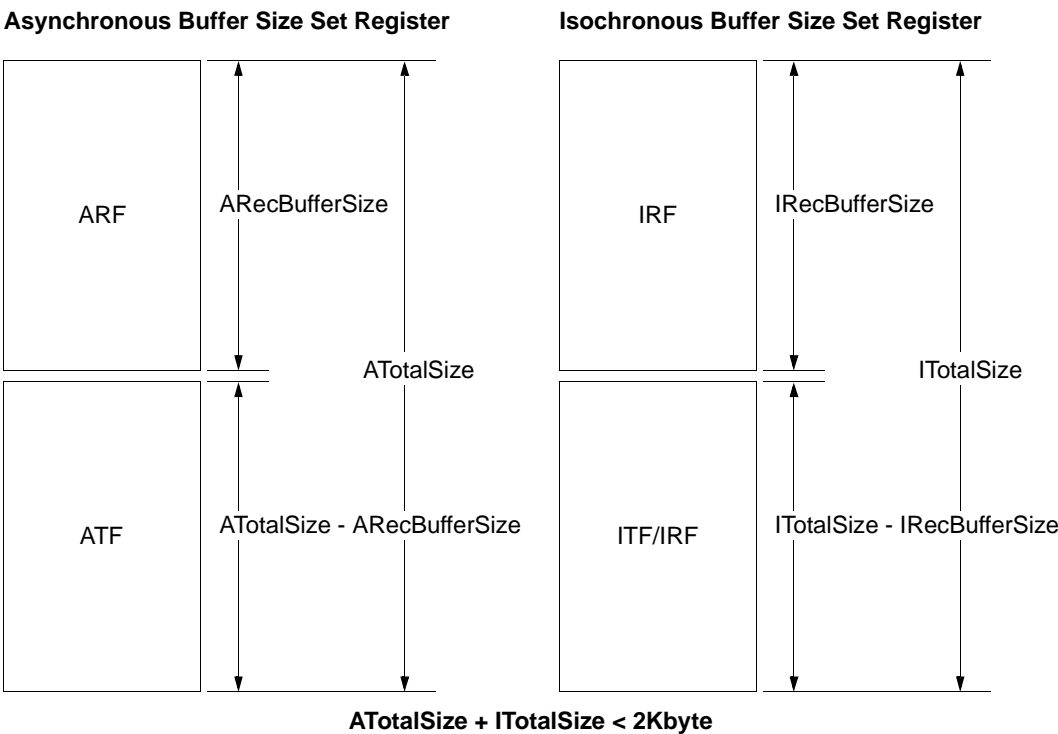 Asynchronous Buffer Size Set Register
Isochronous Buffer Size Set Register
ARF
ARecBufferSize
IRF
IRecBufferSize
ATotalSize
ITotalSize
ATF
ATotalSize - ARecBufferSize
ITF/IRF
ITotalSize - IRecBufferSize
ATotalSize + ITotalSize < 2Kbyte